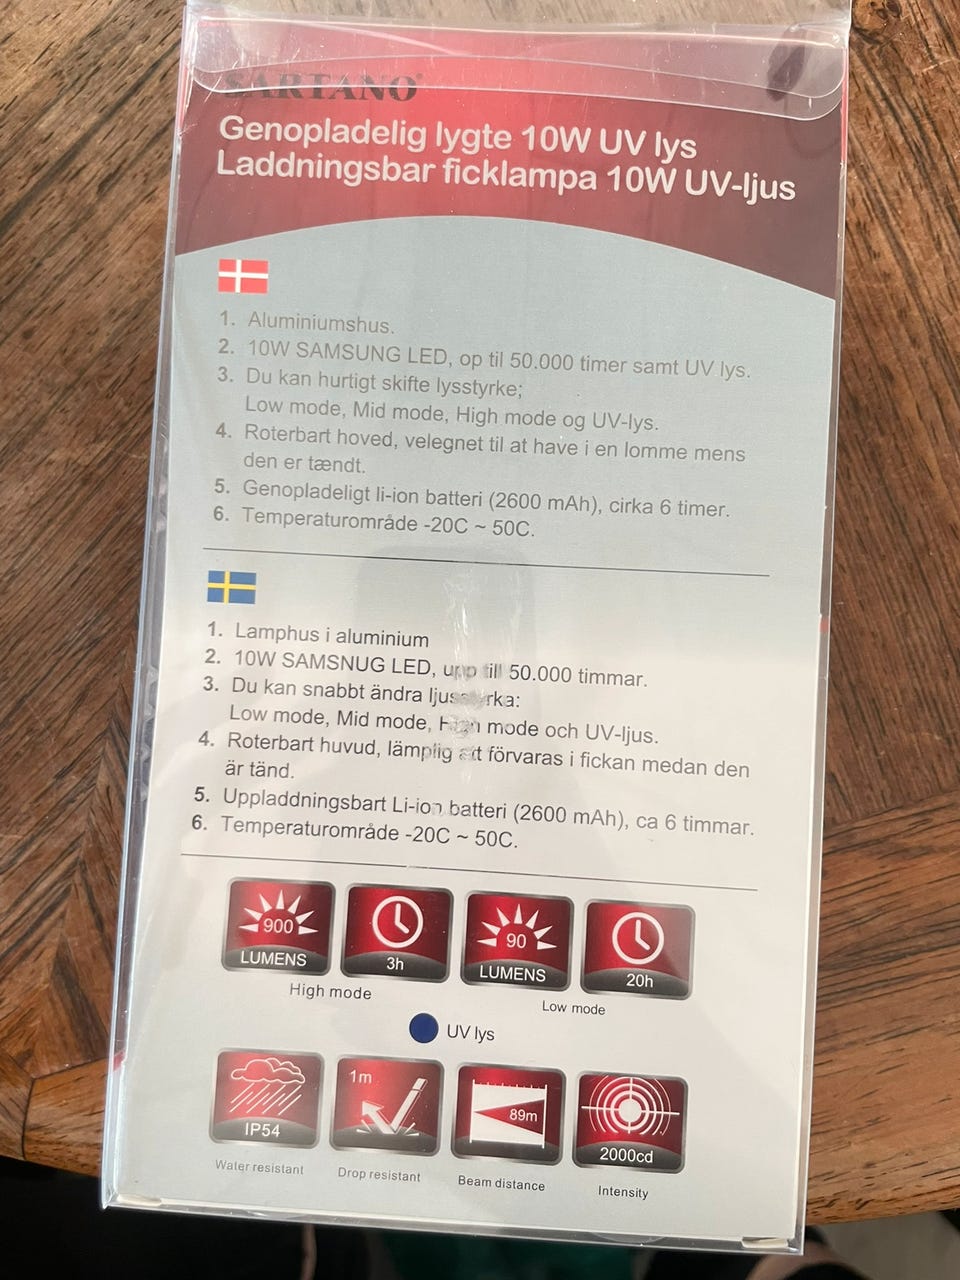 SARTANO®
Genopladelig lygte 10W UV lys
Laddningsbar ficklampa 10W UV-ljus
1. Aluminiumshus.
2. 10W SAMSUNG LED, op til 50.000 timer samt UV lys.
3. Du kan hurtigt skifte lysstyrke;
Low mode, Mid mode, High mode og UV-lys.
4. Roterbart hoved, velegnet til at have i en lomme mens
den er tændt.
5. Genopladeligt li-ion batteri (2600 mAh), cirka 6 timer.
6. Temperaturområde -20C ~ 50C.
1. Lamphus i aluminium
2. 10W SAMSNUG LED, upp till 50.000 timmar.
3. Du kan snabbt ändra ljusstyrka:
Low mode, Mid mode, High mode och UV-ljus.
4. Roterbart huvud, lämplig att förvaras i fickan medan den
är tänd.
5. Uppladdningsbart Li-ion batteri (2600 mAh), ca 6 timmar.
6. Temperaturområde -20C ~ 50C.
900 90
LUMENS 3h LUMENS 20h
High mode Low mode
UV lys
1m 89m
IP54 2000cd
Water resistant Drop resistant Beam distance Intensity